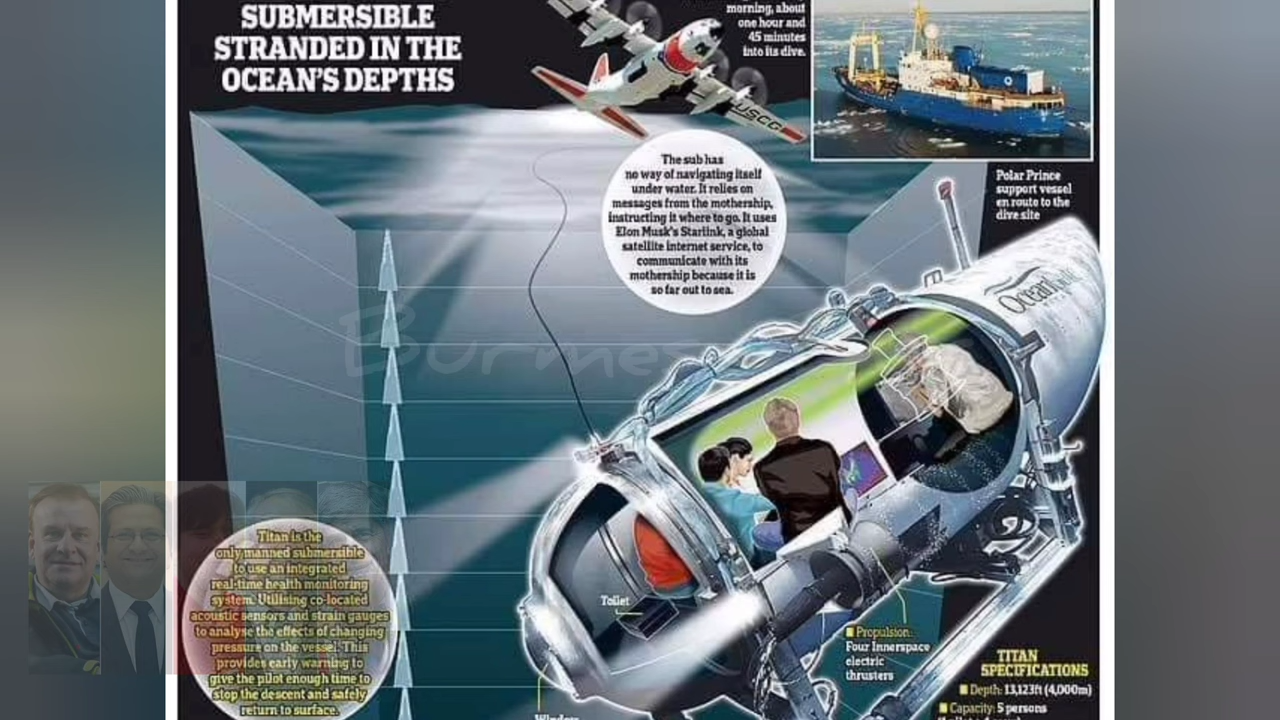 SUBMERSIBLE
STRANDED IN THE
OCEAN'S DEPTHS
morning, about
one hour and
45 minutes
into its dive.
USCG
Polar Prince
support vessel
en route to the
dive site
The sub has
no way of navigating itself
under water. It relies on
messages from the mothership,
instructing it where to go. It uses
Elon Musk's Starlink, a global
satellite internet service, to
communicate with its
mothership because it is
so far out to sea.
Titan is the
only manned submersible
to use an integrated
real-time health monitoring
system. Utilising co-located
acoustic sensors and strain gauges
to analyse the effects of changing
pressure on the vessel. This
provides early warning to
give the pilot enough time to
stop the descent and safely
return to surface.
Toilet
Window
Propulsion:
Four Innerspace
electric
thrusters
TITAN
SPECIFICATIONS
Depth: 13,123ft (4,000m)
Capacity: 5 persons